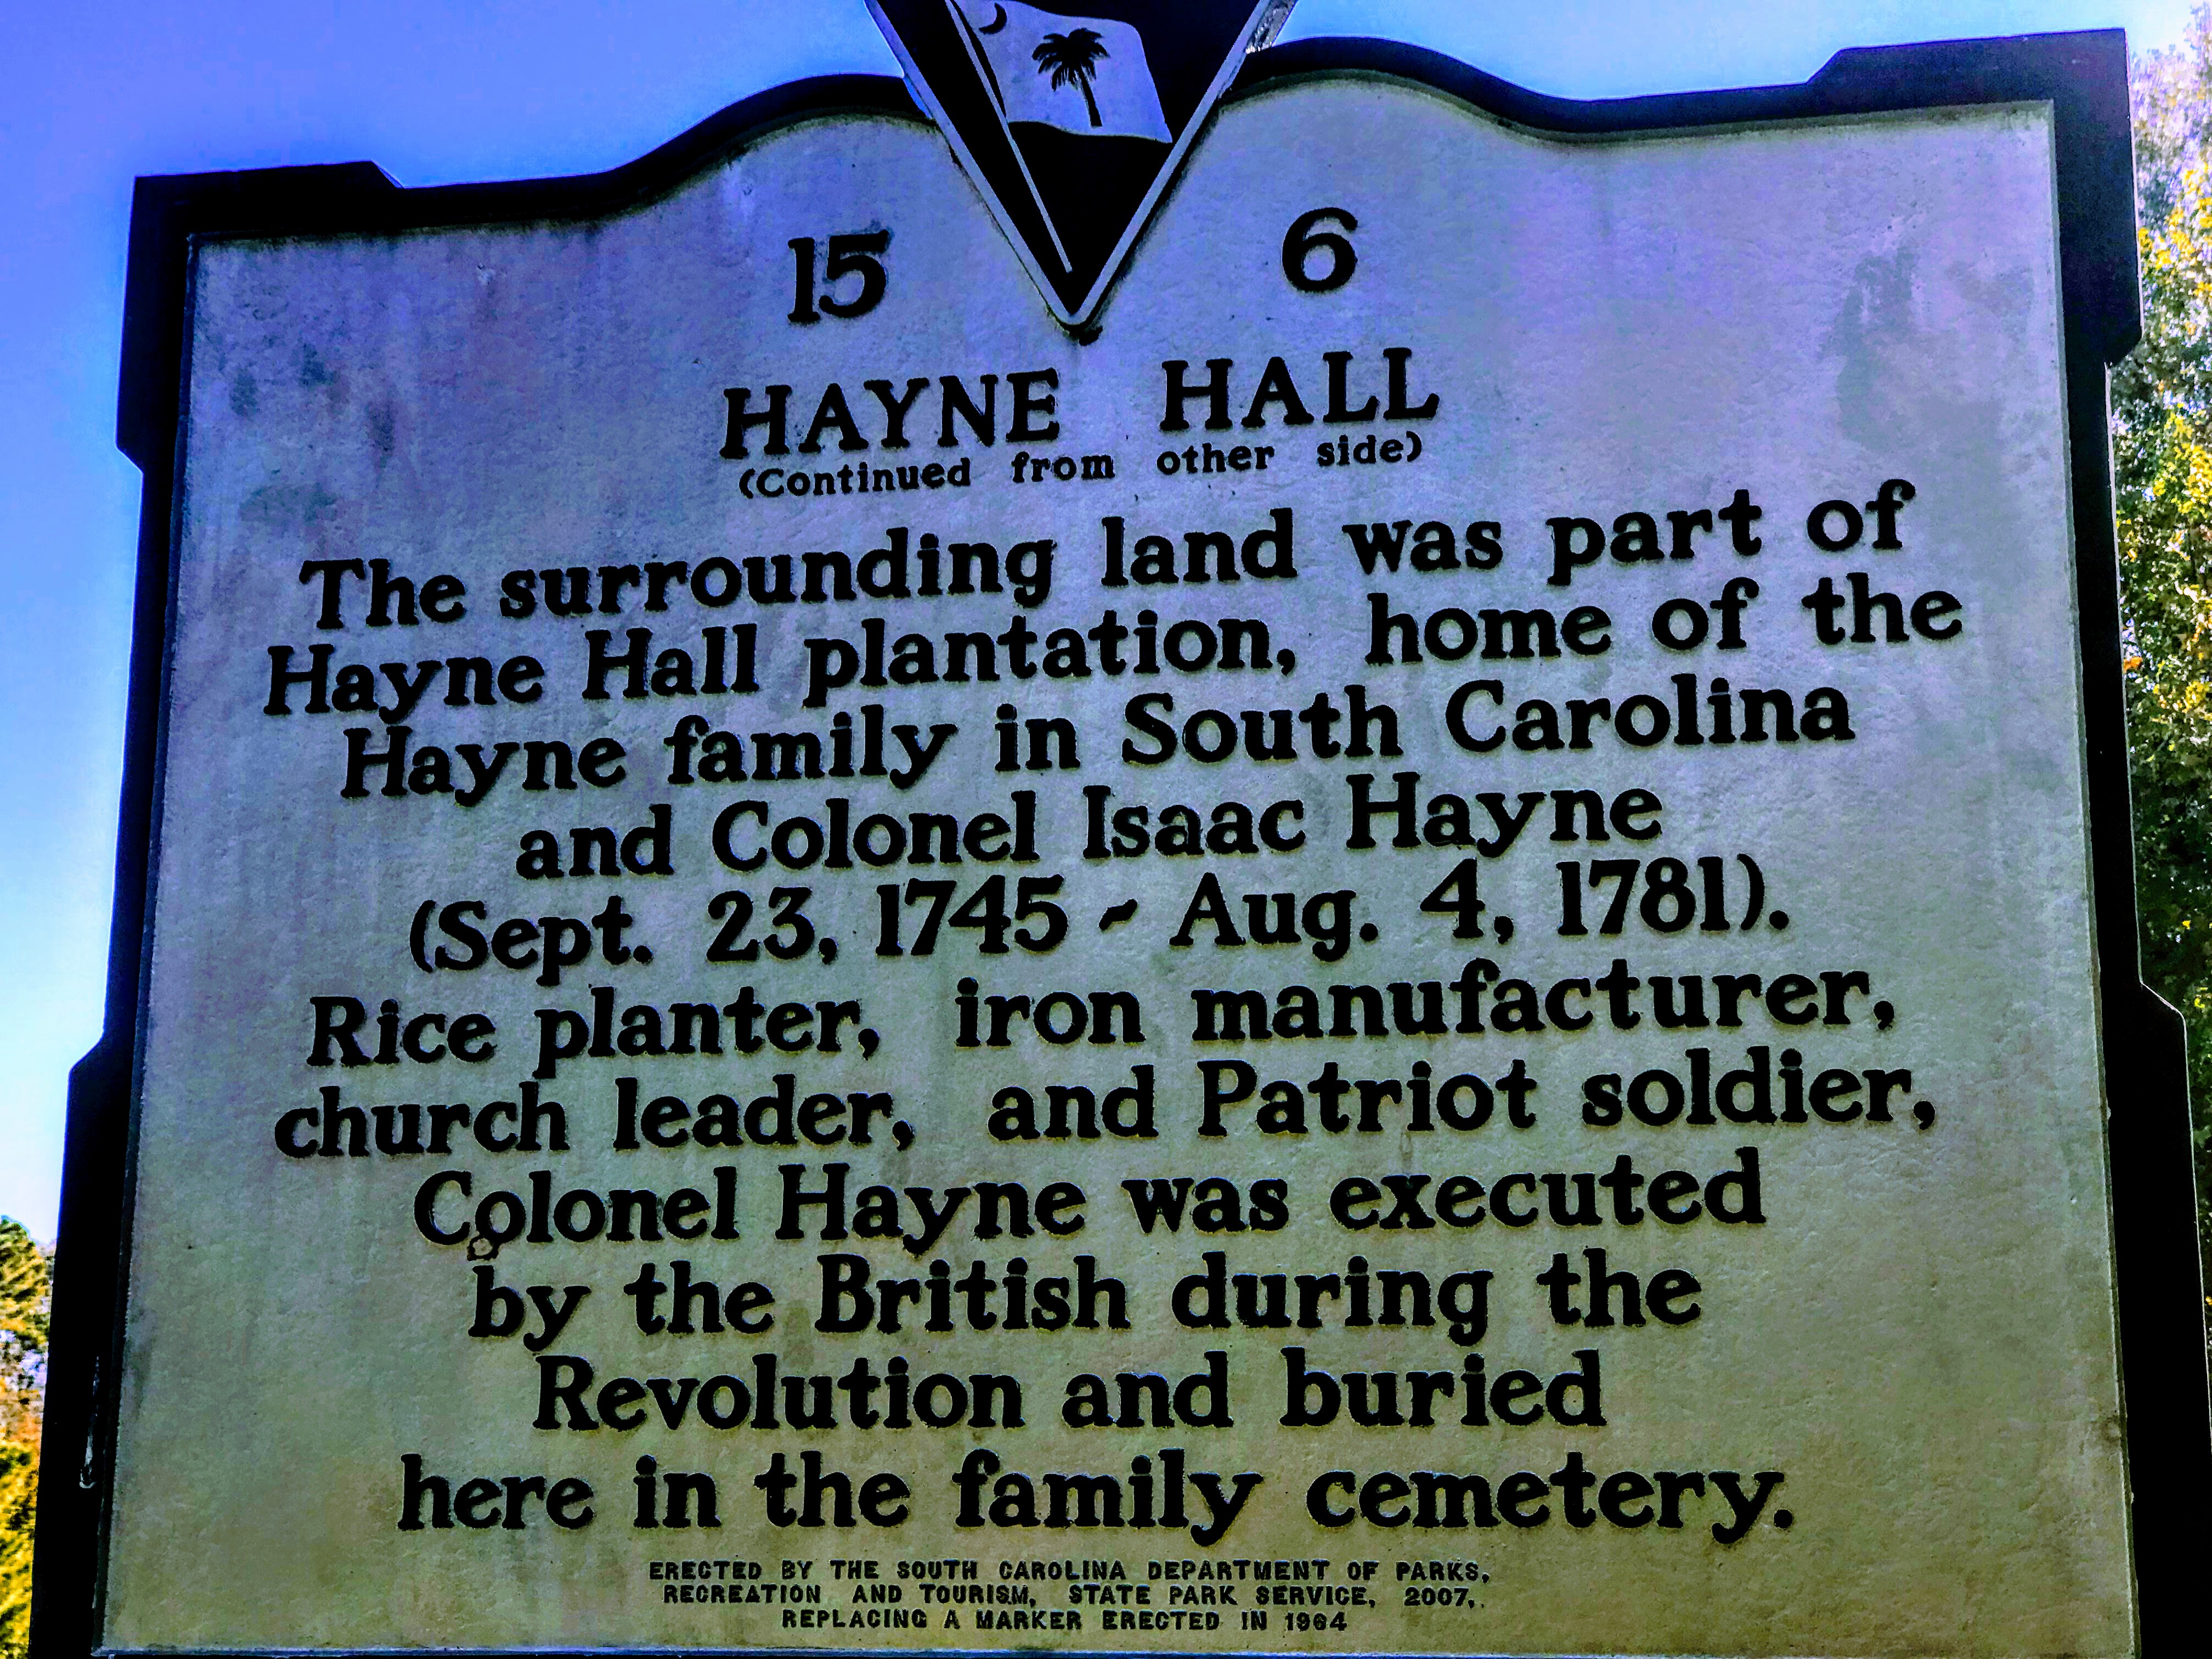 15 6
HAYNE HALL
(Continued from other side)
The surrounding land was part of
Hayne Hall plantation, home of the
Hayne family in South Carolina
and Colonel Isaac Hayne
(Sept. 23, 1745 - Aug. 4, 1781).
Rice planter, iron manufacturer,
church leader, and Patriot soldier,
Colonel Hayne was executed
by the British during the
Revolution and buried
here in the family cemetery.
ERECTED BY THE SOUTH CAROLINA DEPARTMENT OF PARKS,
RECREATION AND TOURISM, STATE PARK SERVICE, 2007,
REPLACING A MARKER ERECTED IN 1964